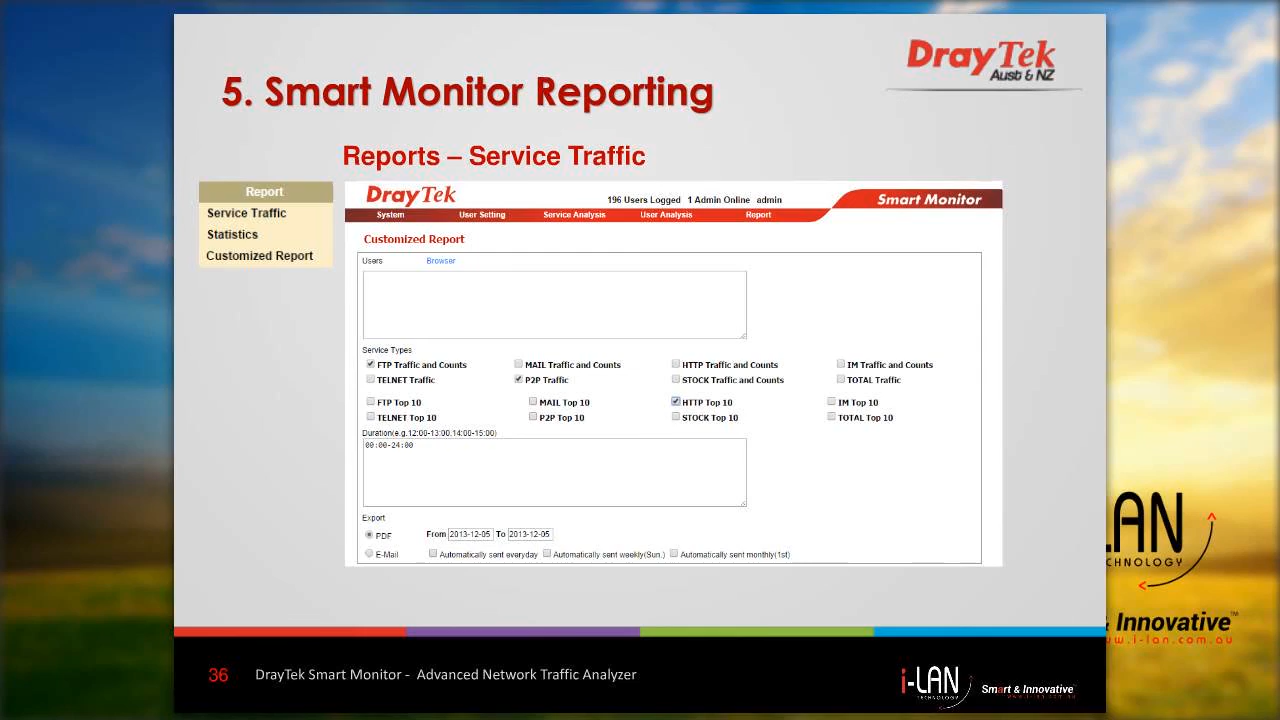 DrayTek
Aust & NZ
5. Smart Monitor Reporting
Reports – Service Traffic
Report
Service Traffic
Statistics
Customized Report
DrayTek
196 Users Logged 1 Admin Online admin
Smart Monitor
System User Setting Service Analysis User Analysis Report
Customized Report
Users Browser
Service Types
FTP Traffic and Counts MAIL Traffic and Counts HTTP Traffic and Counts IM Traffic and Counts
TELNET Traffic P2P Traffic STOCK Traffic and Counts TOTAL Traffic
FTP Top 10 MAIL Top 10 HTTP Top 10 IM Top 10
TELNET Top 10 P2P Top 10 STOCK Top 10 TOTAL Top 10
Duration(e.g.12:00-13:00,14:00-15:00)
00:00-24:00
Export
PDF From 2013-12-05 To 2013-12-05
E-Mail Automatically sent everyday Automatically sent weekly(Sun.) Automatically sent monthly(1st)
LAN
CHNOLOGY
& Innovative™
w.i-lan.com.au
36 DrayTek Smart Monitor - Advanced Network Traffic Analyzer
i-LAN
TECHNOLOGY
Smart & Innovative